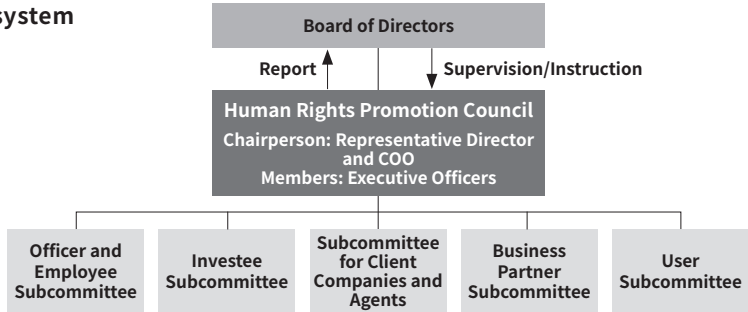 system
Board of Directors
Report
Supervision/Instruction
Human Rights Promotion Council
Chairperson: Representative Director
and COO
Members: Executive Officers
Officer and
Employee
Subcommittee
Investee
Subcommittee
Subcommittee
for Client
Companies and
Agents
Business
Partner
Subcommittee
User
Subcommittee